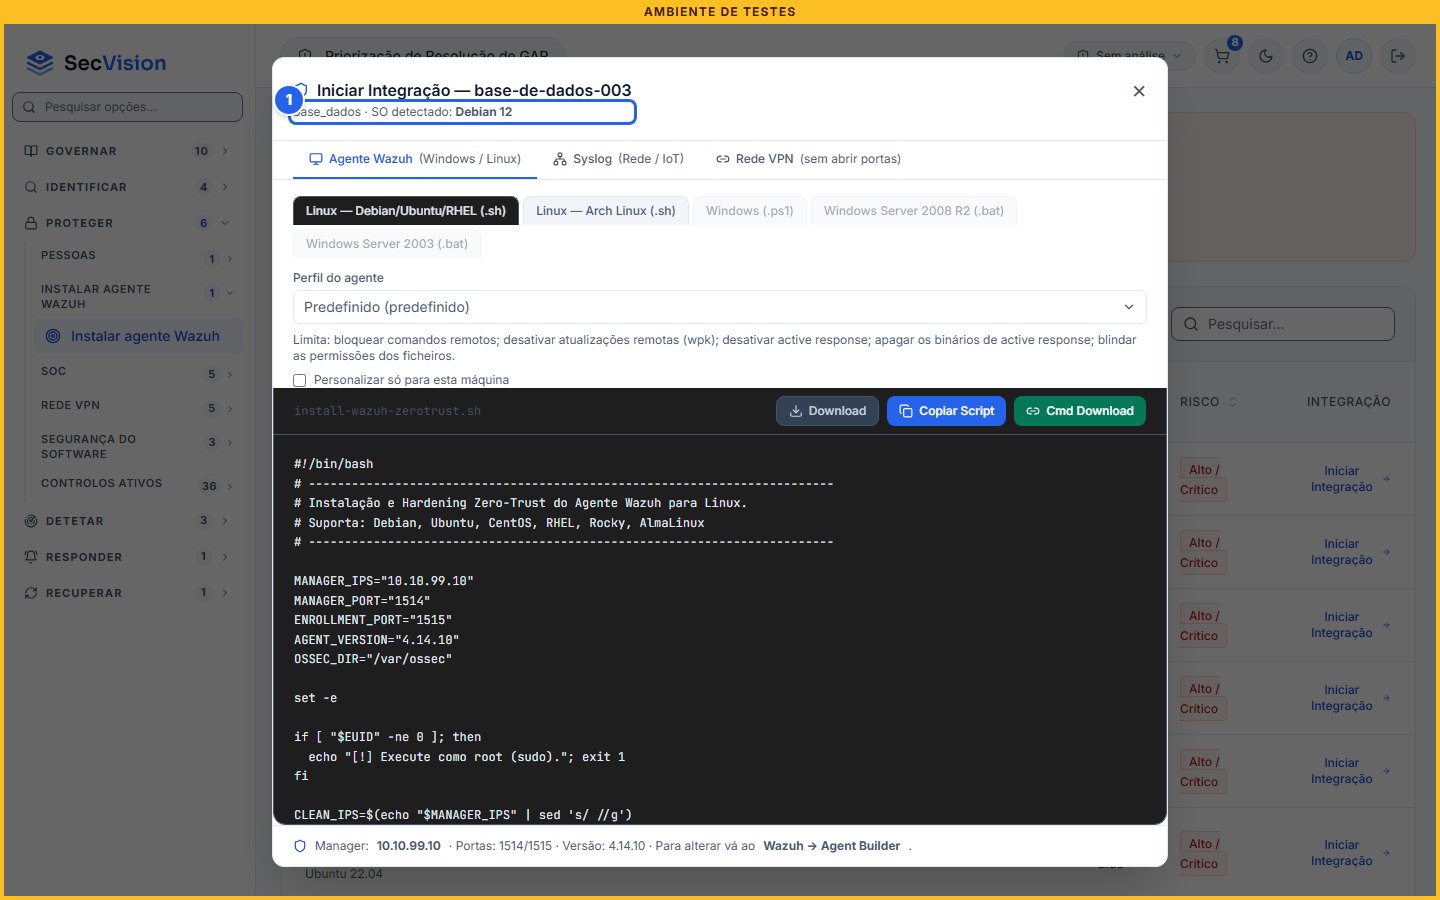 AMBIENTE DE TESTES
SecVision
Pesquisar opções...
GOVERNAR 10
IDENTIFICAR 4
PROTEGER 6
PESSOAS 1
INSTALAR AGENTE
WAZUH 1
Instalar agente Wazuh
SOC 5
REDE VPN 5
SEGURANÇA DO
SOFTWARE 3
CONTROLOS ATIVOS 36
DETETAR 3
RESPONDER 1
RECUPERAR 1
Priorização de Resolução de GAP
Sem análise
8
AD
1
Iniciar Integração — base-de-dados-003
base_dados · SO detectado: Debian 12
Agente Wazuh (Windows / Linux)
Syslog (Rede / IoT)
Rede VPN (sem abrir portas)
Linux — Debian/Ubuntu/RHEL (.sh)
Linux — Arch Linux (.sh)
Windows (.ps1)
Windows Server 2008 R2 (.bat)
Windows Server 2003 (.bat)
Perfil do agente
Predefinido (predefinido)
Limita: bloquear comandos remotos; desativar atualizações remotas (wpk); desativar active response; apagar os binários de active response; blindar
as permissões dos ficheiros.
Personalizar só para esta máquina
install-wazuh-zerotrust.sh
Download
Copiar Script
Cmd Download
#!/bin/bash
# -------------------------------------------------------------------------
# Instalação e Hardening Zero-Trust do Agente Wazuh para Linux.
# Suporta: Debian, Ubuntu, CentOS, RHEL, Rocky, AlmaLinux
# -------------------------------------------------------------------------
MANAGER_IPS="10.10.99.10"
MANAGER_PORT="1514"
ENROLLMENT_PORT="1515"
AGENT_VERSION="4.14.10"
OSSEC_DIR="/var/ossec"
set -e
if [ "$EUID" -ne 0 ]; then
echo "[!] Execute como root (sudo)."; exit 1
fi
CLEAN_IPS=$(echo "$MANAGER_IPS" | sed 's/ //g')
Manager: 10.10.99.10 · Portas: 1514/1515 · Versão: 4.14.10 · Para alterar vá ao Wazuh → Agent Builder .
Ubuntu 22.04
Pesquisar...
RISCO
INTEGRAÇÃO
Alto /
Crítico
Iniciar
Integração
Alto /
Crítico
Iniciar
Integração
Alto /
Crítico
Iniciar
Integração
Alto /
Crítico
Iniciar
Integração
Alto /
Crítico
Iniciar
Integração
Alto /
Crítico
Iniciar
Integração